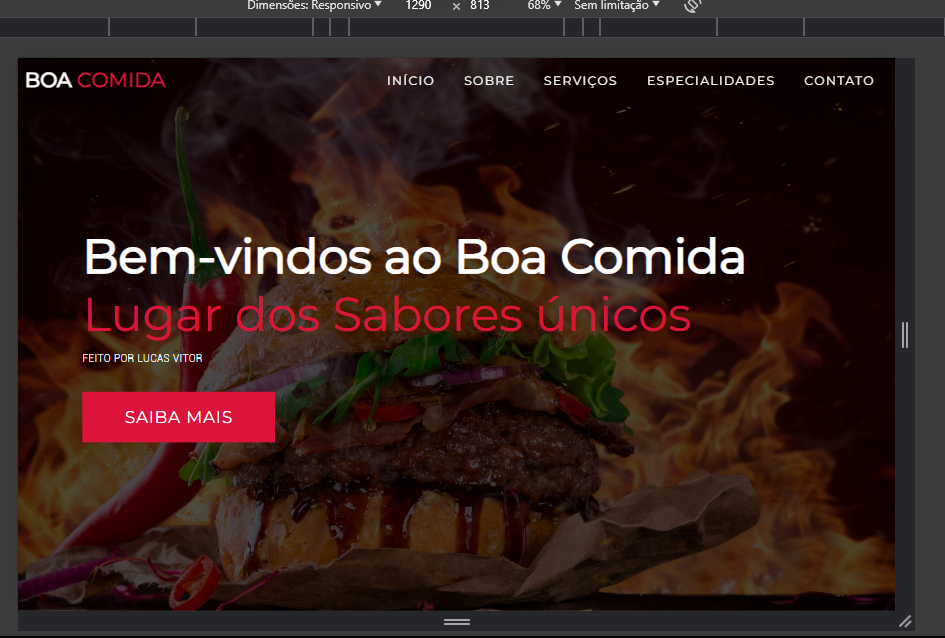 Dimensões: Responsivo 1290 × 813 68% Sem limitação
BOA COMIDA INÍCIO SOBRE SERVIÇOS ESPECIALIDADES CONTATO
Bem-vindos ao Boa Comida
Lugar dos Sabores únicos
FEITO POR LUCAS VITOR
SAIBA MAIS